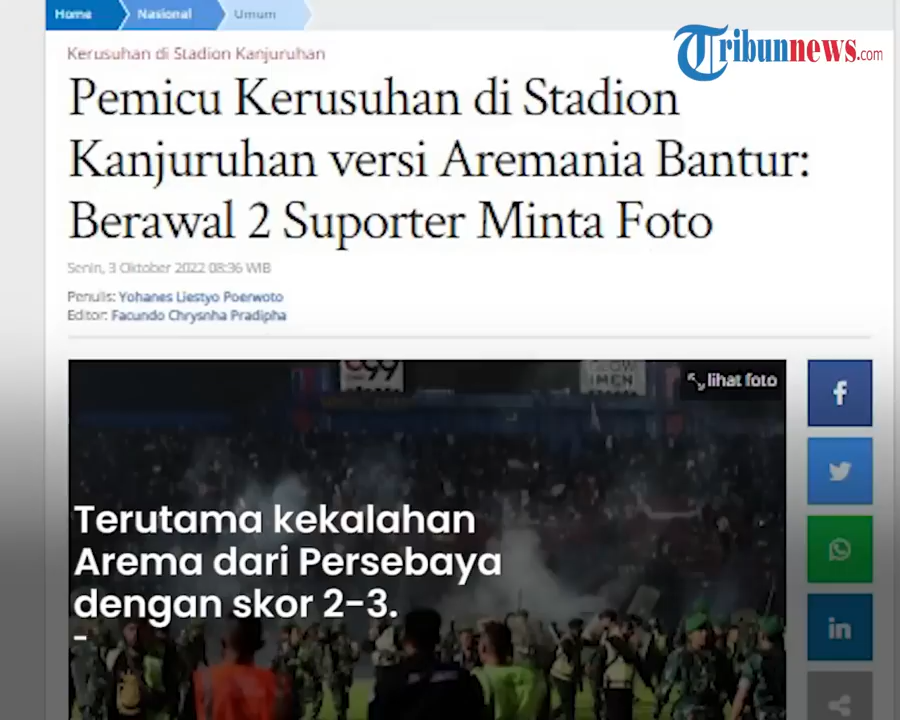 Home Nasional Umum
Tribunnews.com
Kerusuhan di Stadion Kanjuruhan
Pemicu Kerusuhan di Stadion
Kanjuruhan versi Aremania Bantur:
Berawal 2 Suporter Minta Foto
Senin, 3 Oktober 2022 08:36 WIB
Penulis: Yohanes Liestyo Poerwoto
Editor: Facundo Chrysnha Pradipha
lihat foto
Terutama kekalahan
Arema dari Persebaya
dengan skor 2-3.
-